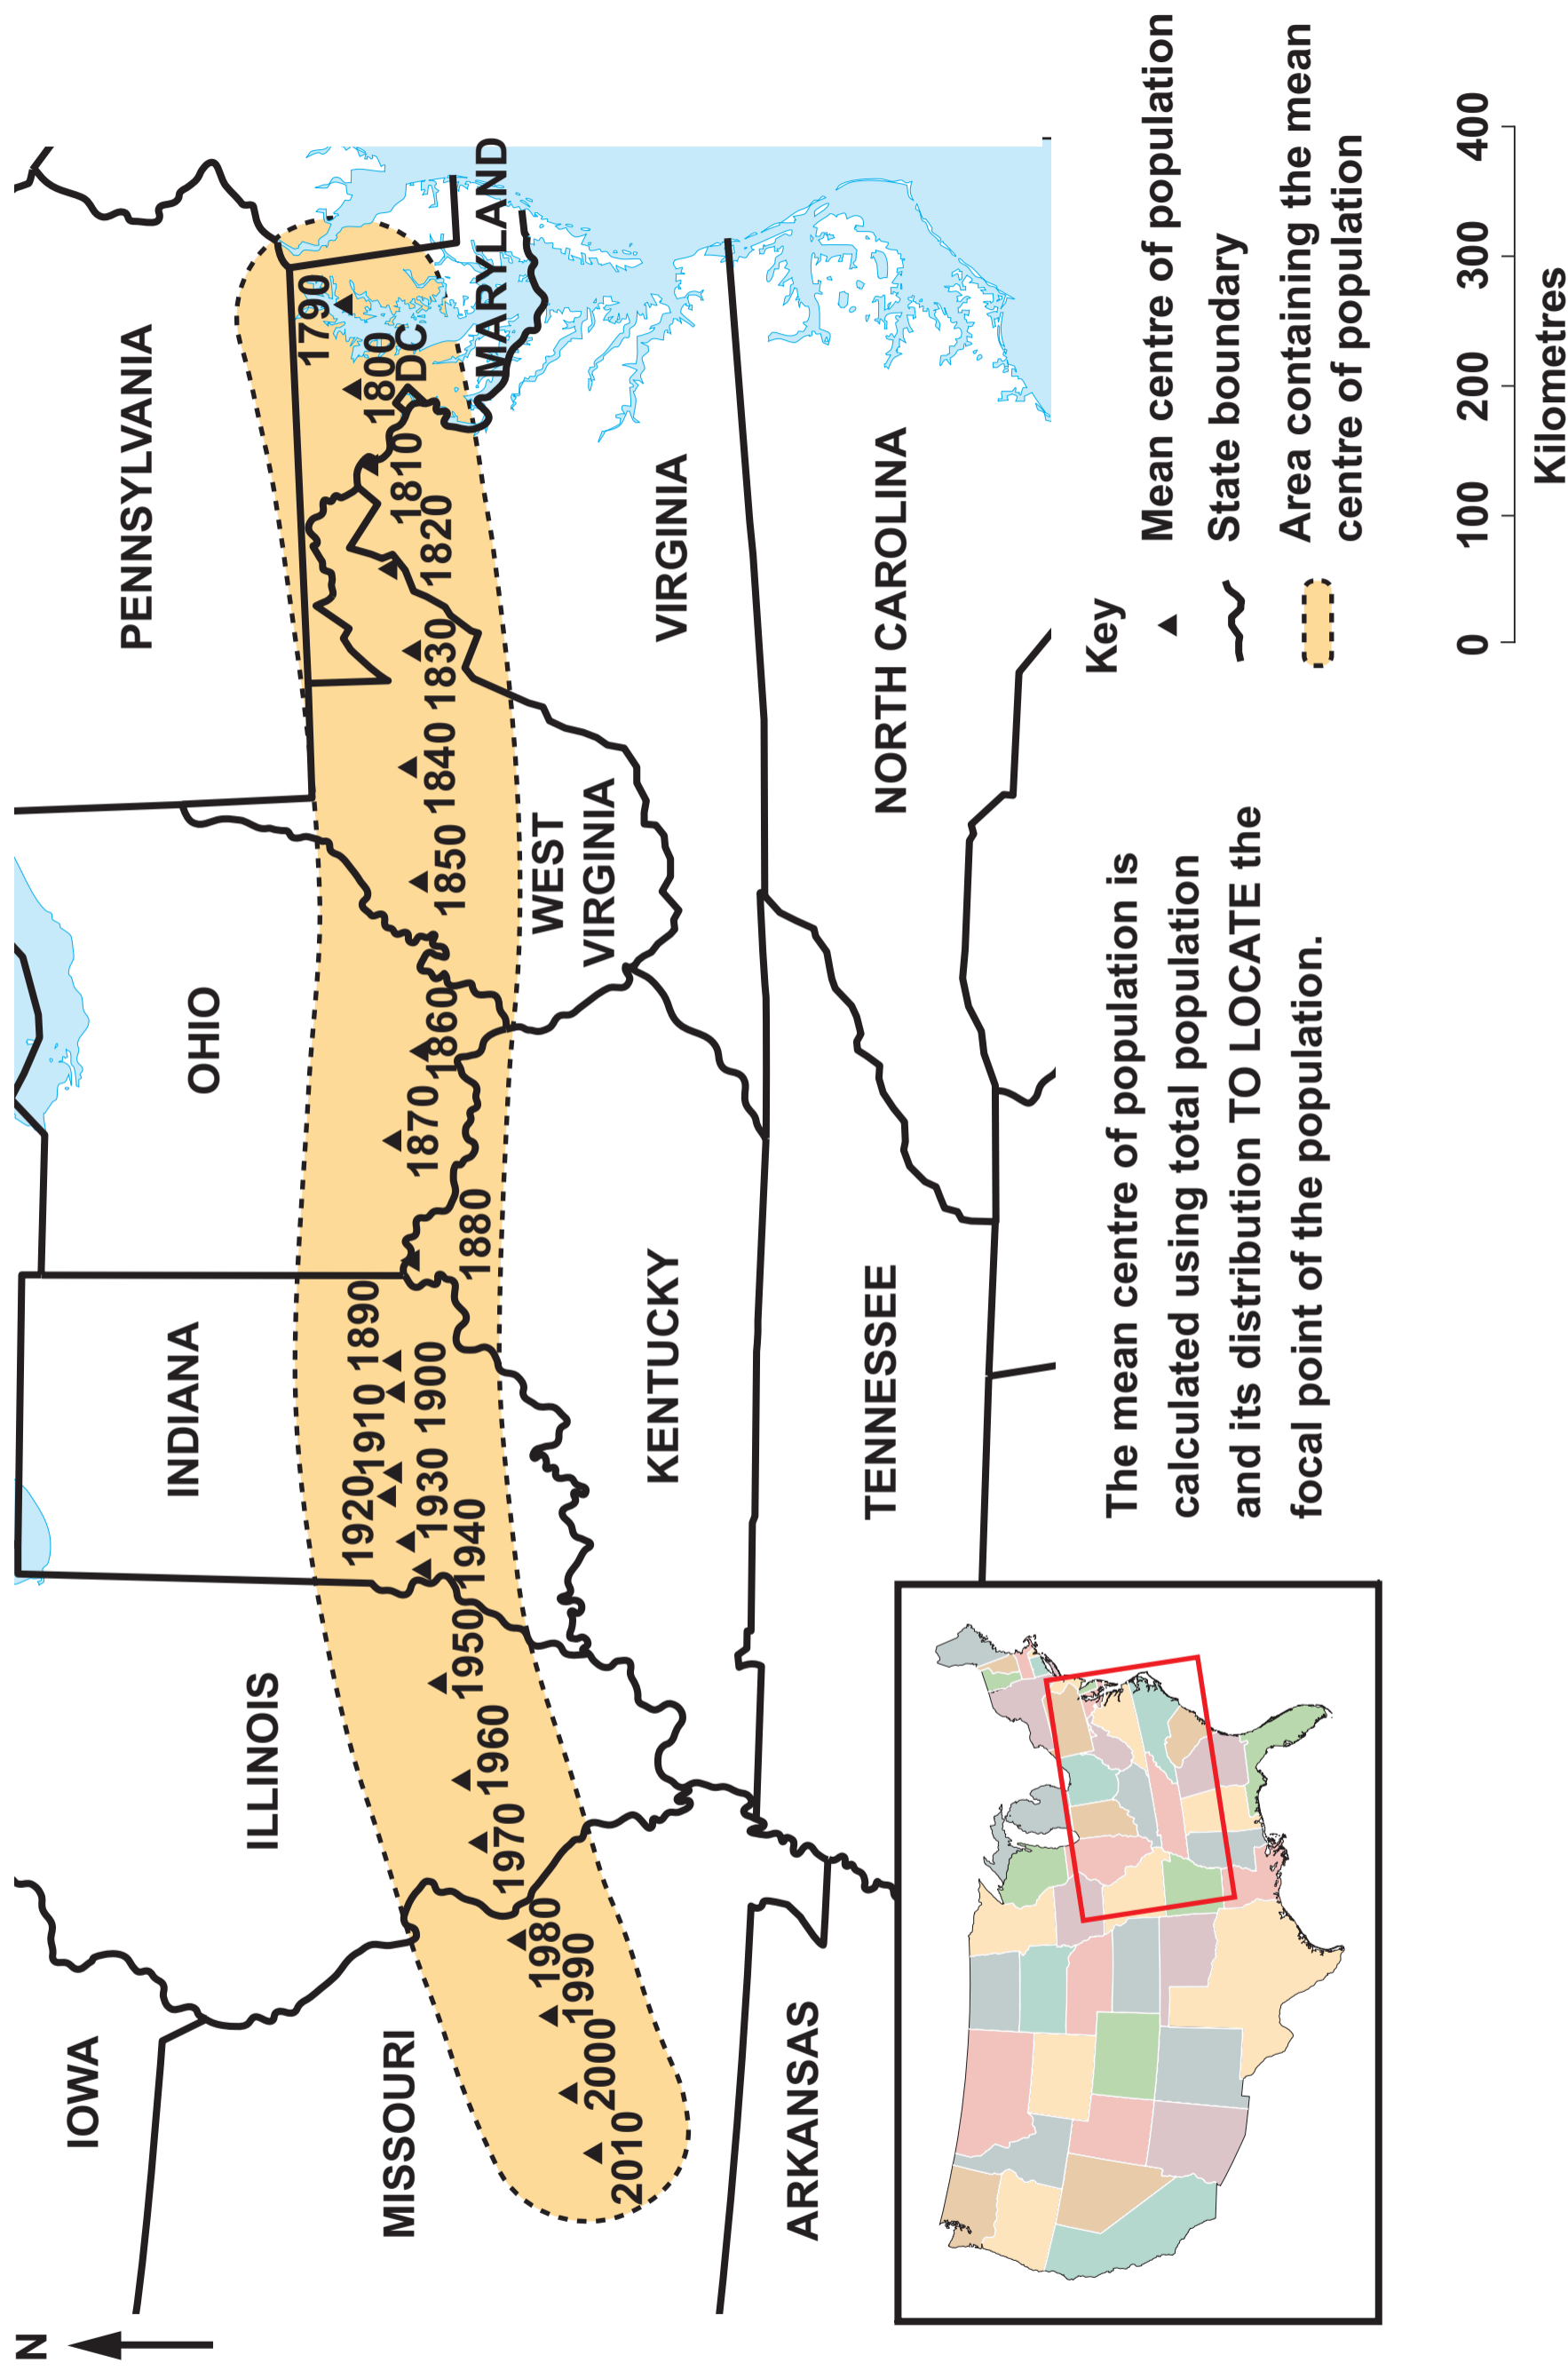 N
IOWA
MISSOURI
ILLINOIS
INDIANA
OHIO
PENNSYLVANIA
MARYLAND
DC
WEST
VIRGINIA
VIRGINIA
KENTUCKY
TENNESSEE
NORTH CAROLINA
ARKANSAS
1790
1800
1810
1820
1830
1840
1850
1860
1870
1880
1890
1900
1910
1920
1930
1940
1950
1960
1970
1980
1990
2000
2010
The mean centre of population is
calculated using total population
and its distribution TO LOCATE the
focal point of the population.
Key
Mean centre of population
State boundary
Area containing the mean
centre of population
0 100 200 300 400
Kilometres